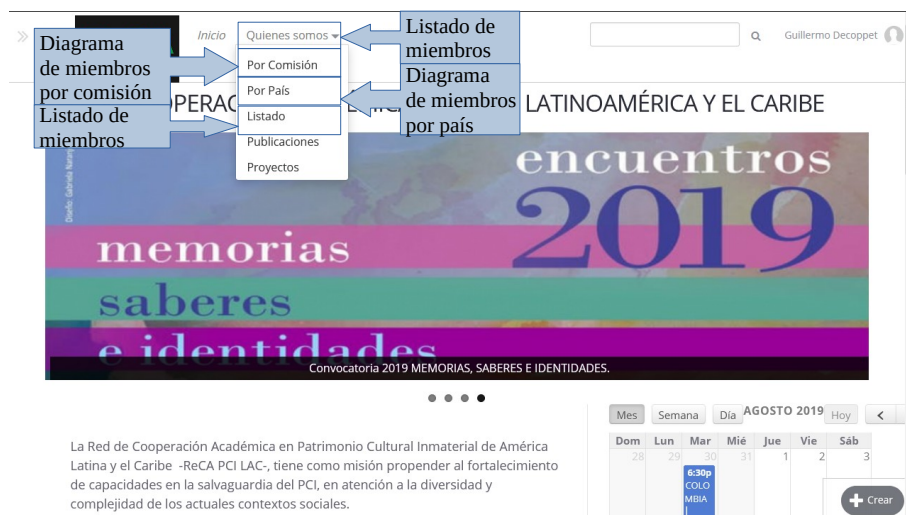 Inicio
Quienes somos
Guillermo Decoppet
Diagrama
de miembros
por comisión
Listado de
miembros
Listado de
miembros
Diagrama
de miembros
por país
Por Comisión
Por País
Listado
Publicaciones
Proyectos
LATINOAMÉRICA Y EL CARIBE
encuentros
2019
memorias
saberes
e identidades
Convocatoria 2019 MEMORIAS, SABERES E IDENTIDADES.
La Red de Cooperación Académica en Patrimonio Cultural Inmaterial de América
Latina y el Caribe -ReCA PCI LAC-, tiene como misión propender al fortalecimiento
de capacidades en la salvaguardia del PCI, en atención a la diversidad y
complejidad de los actuales contextos sociales.
Mes Semana Día AGOSTO 2019 Hoy
Dom Lun Mar Mié Jue Vie Sáb
28 29 30 31 1 2 3
6:30p
COLO
MBIA
|
Crear